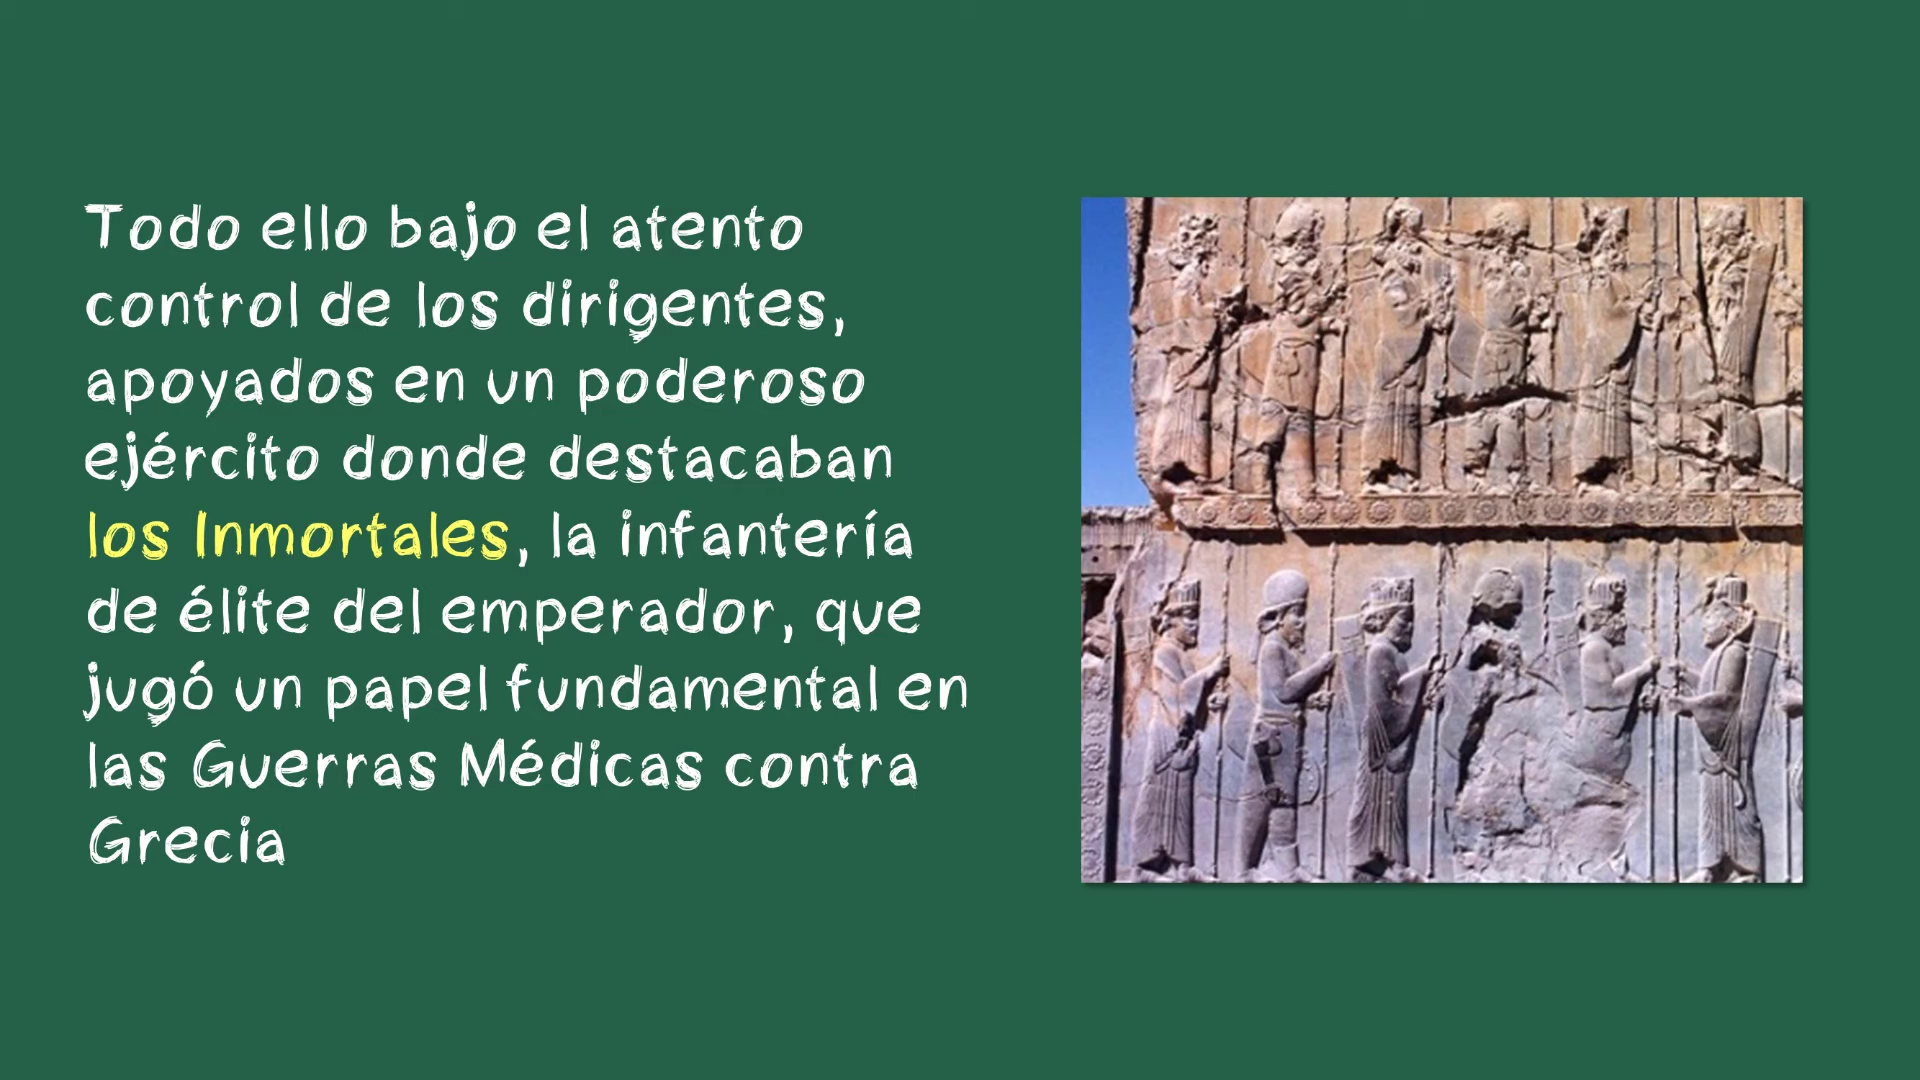 Todo ello bajo el atento
control de los dirigentes,
apoyados en un poderoso
ejército donde destacaban
los Inmortales, la infantería
de élite del emperador, que
jugó un papel fundamental en
las Guerras Médicas contra
Grecia